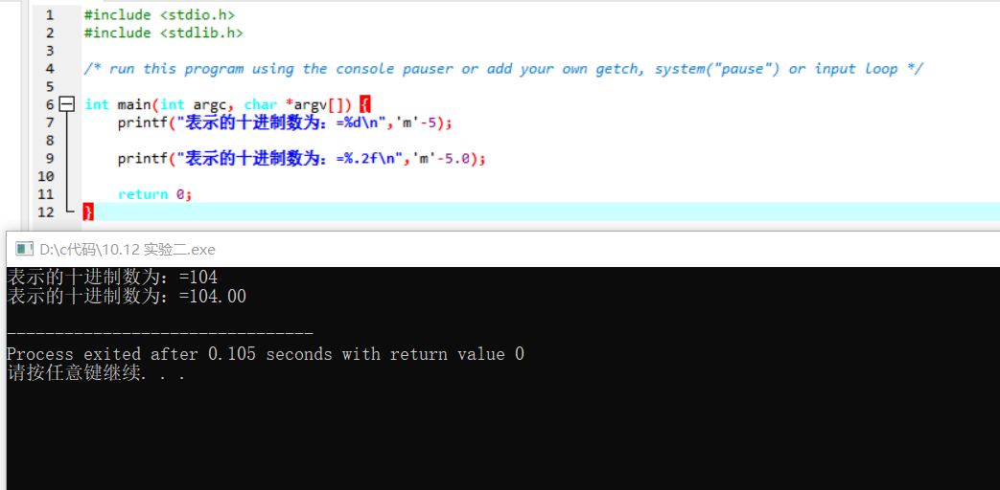 1 #include <stdio.h>
2 #include <stdlib.h>
3
4 /* run this program using the console pauser or add your own getch, system("pause") or input loop */
5
6 int main(int argc, char *argv[]) {
7 printf("表示的十进制数为：=%d\n",'m'-5);
8
9 printf("表示的十进制数为：=%.2f\n",'m'-5.0);
10
11 return 0;
12 }
D:\c代码\10.12 实验二.exe
表示的十进制数为：=104
表示的十进制数为：=104.00
--------------------------------
Process exited after 0.105 seconds with return value 0
请按任意键继续. . .